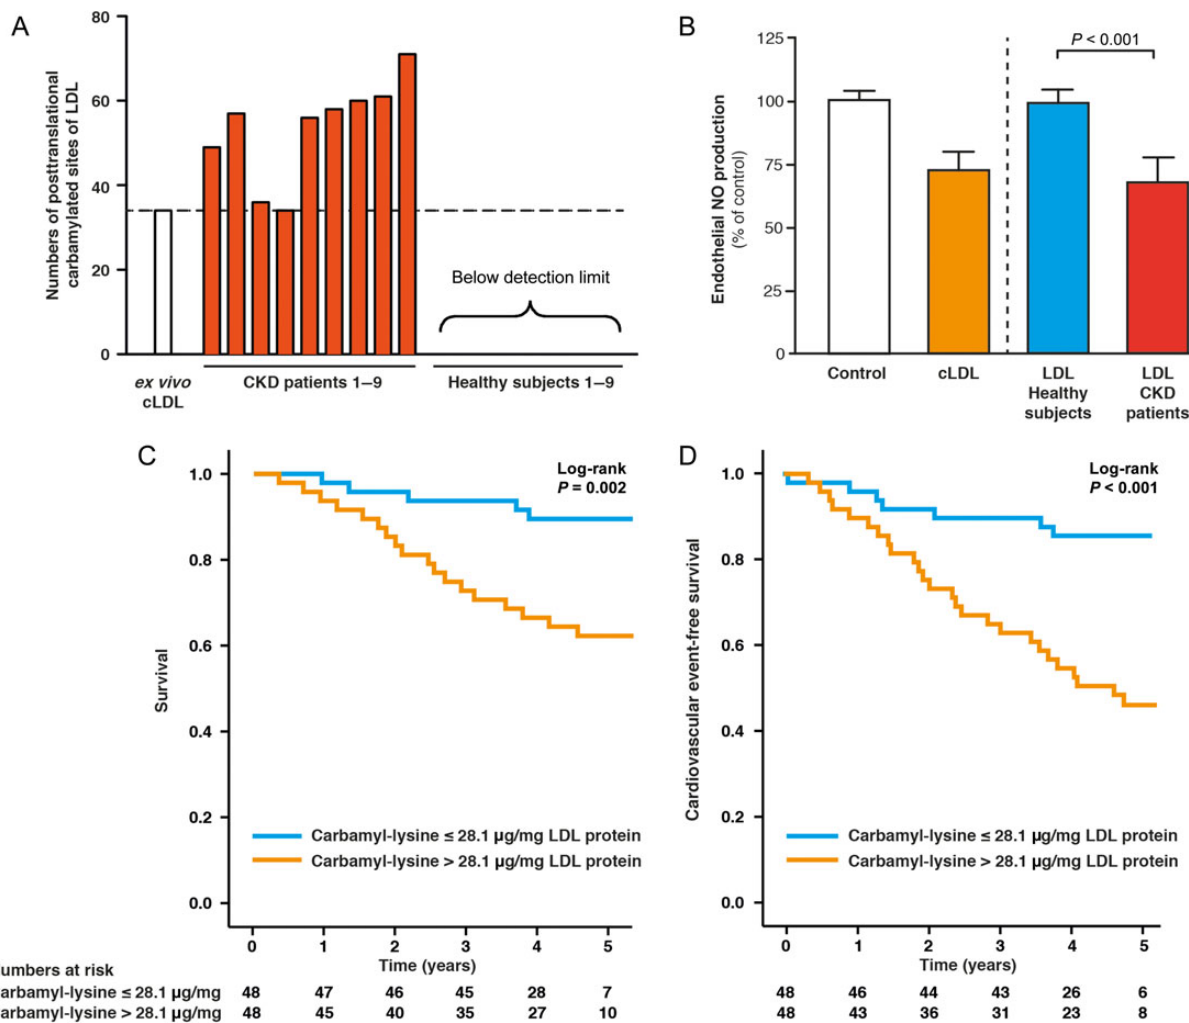 A
Numbers of posttranslational
carbamylated sites of LDL
80
60
40
20
0
Below detection limit
ex vivo
cLDL
CKD patients 1–9
Healthy subjects 1–9
B
Endothelial NO production
(% of control)
125
100
75
50
25
0
P < 0.001
Control
cLDL
LDL
Healthy
subjects
LDL
CKD
patients
C
Survival
1.0
0.8
0.6
0.4
0.2
0.0
Log-rank
P = 0.002
Carbamyl-lysine ≤ 28.1 µg/mg LDL protein
Carbamyl-lysine > 28.1 µg/mg LDL protein
0 1 2 3 4 5
Time (years)
D
Cardiovascular event-free survival
1.0
0.8
0.6
0.4
0.2
0.0
Log-rank
P < 0.001
Carbamyl-lysine ≤ 28.1 µg/mg LDL protein
Carbamyl-lysine > 28.1 µg/mg LDL protein
0 1 2 3 4 5
Time (years)
umbers at risk
arbamyl-lysine ≤ 28.1 µg/mg 48 47 46 45 28 7 48 46 44 43 26 6
arbamyl-lysine > 28.1 µg/mg 48 45 40 35 27 10 48 43 36 31 23 8